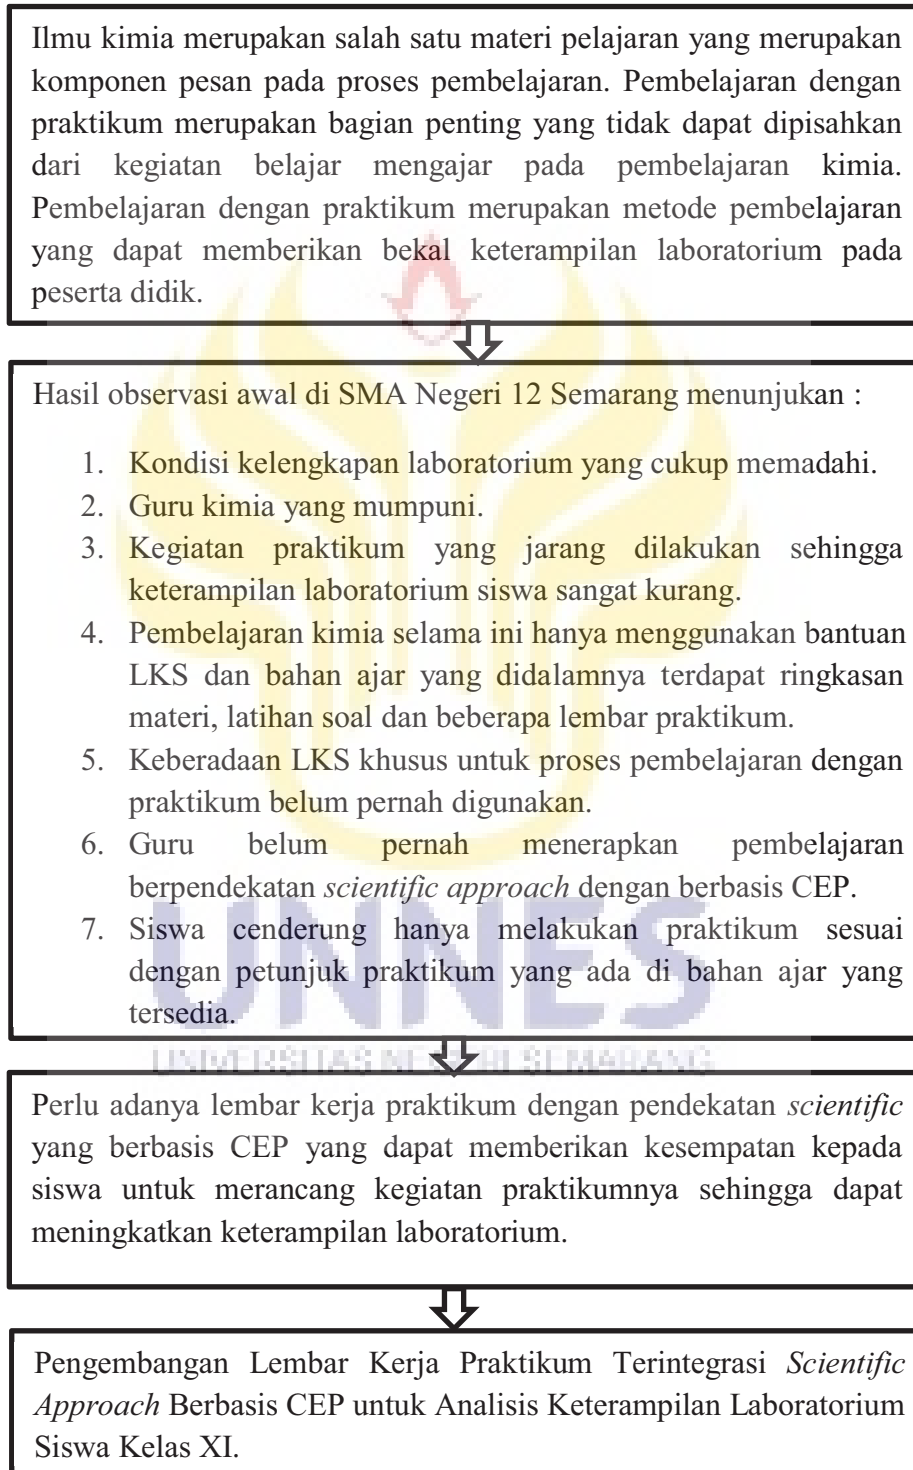 Ilmu kimia merupakan salah satu materi pelajaran yang merupakan
komponen pesan pada proses pembelajaran. Pembelajaran dengan
praktikum merupakan bagian penting yang tidak dapat dipisahkan
dari kegiatan belajar mengajar pada pembelajaran kimia.
Pembelajaran dengan praktikum merupakan metode pembelajaran
yang dapat memberikan bekal keterampilan laboratorium pada
peserta didik.
Hasil observasi awal di SMA Negeri 12 Semarang menunjukan :
1. Kondisi kelengkapan laboratorium yang cukup memadahi.
2. Guru kimia yang mumpuni.
3. Kegiatan praktikum yang jarang dilakukan sehingga
keterampilan laboratorium siswa sangat kurang.
4. Pembelajaran kimia selama ini hanya menggunakan bantuan
LKS dan bahan ajar yang didalamnya terdapat ringkasan
materi, latihan soal dan beberapa lembar praktikum.
5. Keberadaan LKS khusus untuk proses pembelajaran dengan
praktikum belum pernah digunakan.
6. Guru belum pernah menerapkan pembelajaran
berpendekatan scientific approach dengan berbasis CEP.
7. Siswa cenderung hanya melakukan praktikum sesuai
dengan petunjuk praktikum yang ada di bahan ajar yang
tersedia.
UNNES
UNIVERSITAS NEGERI SEMARANG
Perlu adanya lembar kerja praktikum dengan pendekatan scientific
yang berbasis CEP yang dapat memberikan kesempatan kepada
siswa untuk merancang kegiatan praktikumnya sehingga dapat
meningkatkan keterampilan laboratorium.
Pengembangan Lembar Kerja Praktikum Terintegrasi Scientific
Approach Berbasis CEP untuk Analisis Keterampilan Laboratorium
Siswa Kelas XI.